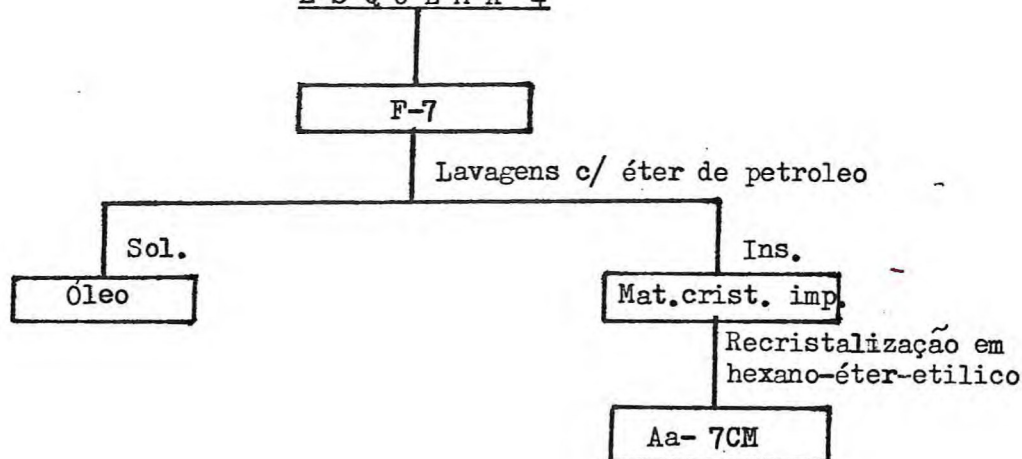 F-7
Lavagens c/ éter de petroleo
Sol.
Ins.
Óleo
Mat.crist. imp.
Recristalização em
hexano-éter-etilico
Aa- 7CM